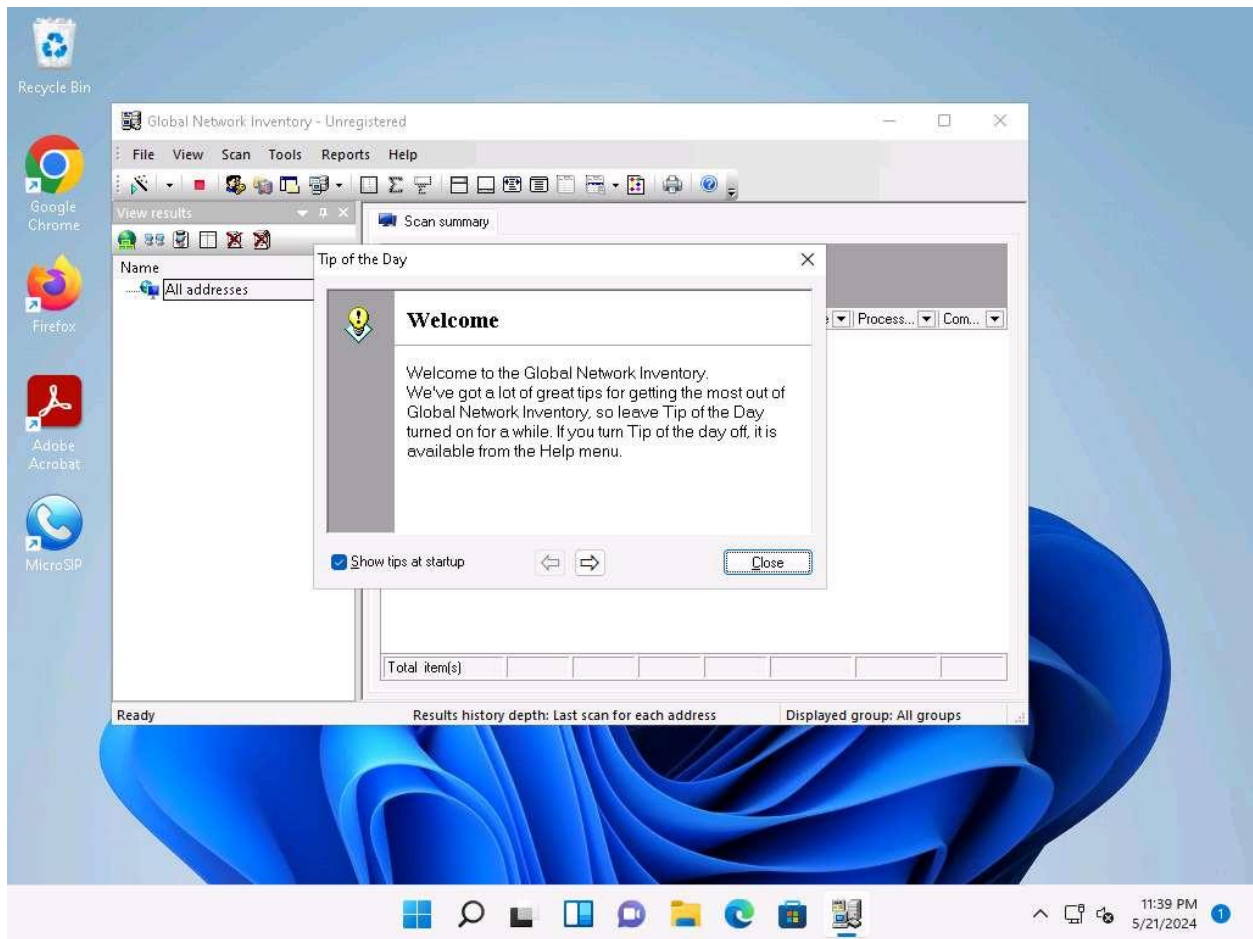 Recycle Bin
Global Network Inventory - Unregistered
File View Scan Tools Reports Help
Google
Chrome
View results
Scan summary
Name
All addresses
Tip of the Day
Firefox
Welcome
Process... Com...
Welcome to the Global Network Inventory.
We've got a lot of great tips for getting the most out of
Global Network Inventory, so leave Tip of the Day
turned on for a while. If you turn Tip of the day off, it is
available from the Help menu.
Adobe
Acrobat
MicroSIP
Show tips at startup
Close
Total item(s)
Ready
Results history depth: Last scan for each address
Displayed group: All groups
11:39 PM
5/21/2024
1